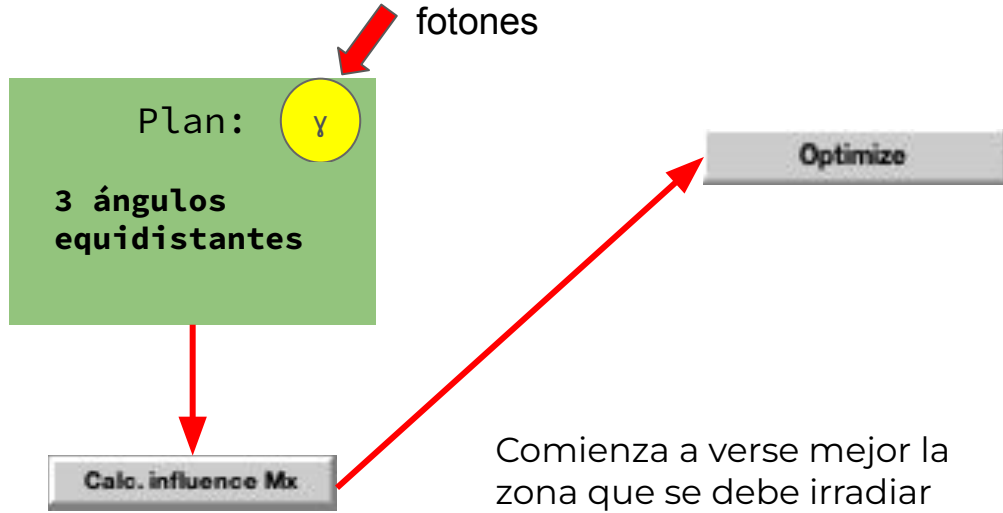 fotones
Plan: ɣ
3 ángulos
equidistantes
Optimize
Calc. influence Mx
Comienza a verse mejor la
zona que se debe irradiar